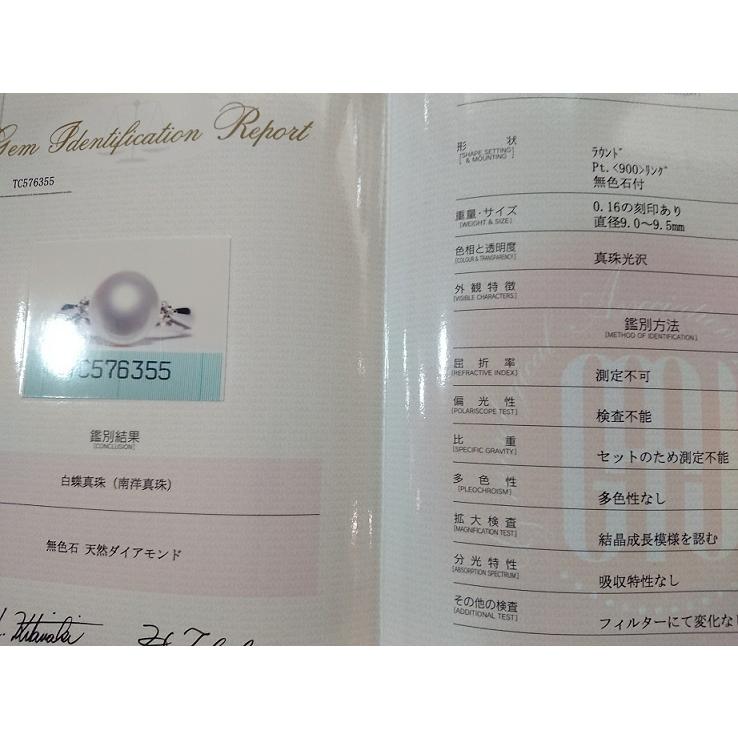 Gem Identification Report
TC576355
TC576355
鑑別結果
[CONCLUSION]
白蝶真珠（南洋真珠）
無色石 天然ダイアモンド
形 状
[SHAPE, SETTING & MOUNTING]
ﾗｳﾝﾄﾞ
Pt.<900>ﾘﾝｸﾞ
無色石付
重量・サイズ
[WEIGHT & SIZE]
0.16の刻印あり
直径9.0～9.5mm
色相と透明度
[COLOUR & TRANSPARENCY]
真珠光沢
外観特徴
[VISIBLE CHARACTERS]
鑑別方法
[METHOD OF IDENTIFICATION]
屈折率
[REFRACTIVE INDEX]
測定不可
偏光性
[POLARISCOPE TEST]
検査不能
比 重
[SPECIFIC GRAVITY]
セットのため測定不能
多色性
[PLEOCHROISM]
多色性なし
拡大検査
[MAGNIFICATION TEST]
結晶成長模様を認む
分光特性
[ABSORPTION SPECTRUM]
吸収特性なし
その他の検査
[ADDITIONAL TEST]
フィルターにて変化なし